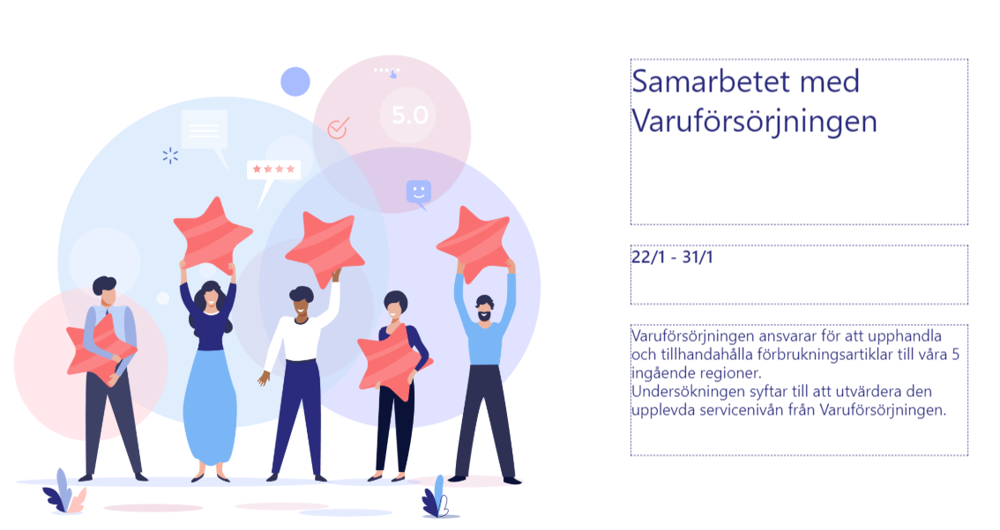 5.0
Samarbetet med
Varuförsörjningen
22/1 - 31/1
Varuförsörjningen ansvarar för att upphandla
och tillhandahålla förbrukningsartiklar till våra 5
ingående regioner.
Undersökningen syftar till att utvärdera den
upplevda servicenivån från Varuförsörjningen.